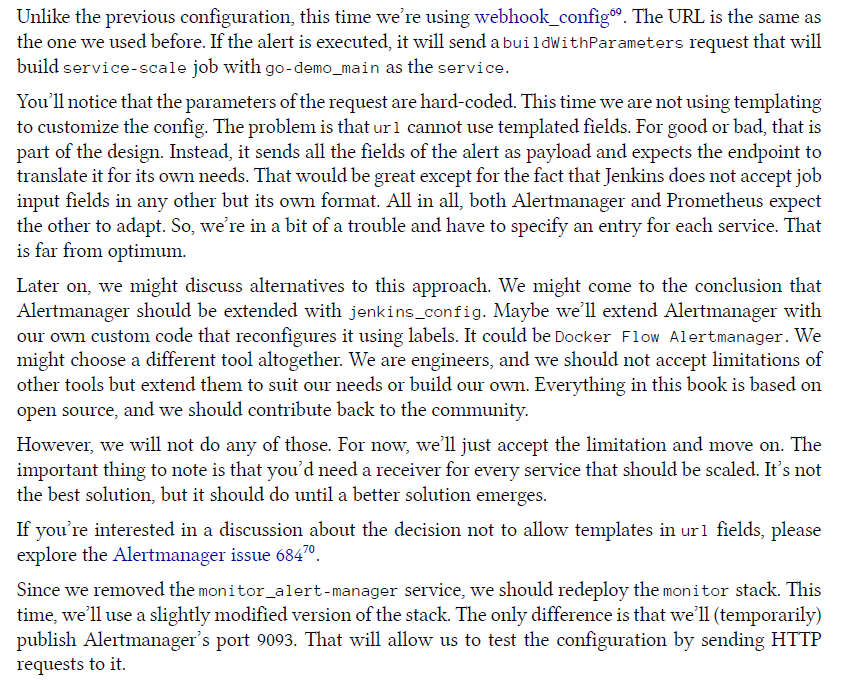 Unlike the previous configuration, this time we're using webhook_config⁶⁹. The URL is the same as
the one we used before. If the alert is executed, it will send a buildWithParameters request that will
build service-scale job with go-demo_main as the service.
You'll notice that the parameters of the request are hard-coded. This time we are not using templating
to customize the config. The problem is that url cannot use templated fields. For good or bad, that is
part of the design. Instead, it sends all the fields of the alert as payload and expects the endpoint to
translate it for its own needs. That would be great except for the fact that Jenkins does not accept job
input fields in any other but its own format. All in all, both Alertmanager and Prometheus expect
the other to adapt. So, we're in a bit of a trouble and have to specify an entry for each service. That
is far from optimum.
Later on, we might discuss alternatives to this approach. We might come to the conclusion that
Alertmanager should be extended with jenkins_config. Maybe we'll extend Alertmanager with
our own custom code that reconfigures it using labels. It could be Docker Flow Alertmanager. We
might choose a different tool altogether. We are engineers, and we should not accept limitations of
other tools but extend them to suit our needs or build our own. Everything in this book is based on
open source, and we should contribute back to the community.
However, we will not do any of those. For now, we'll just accept the limitation and move on. The
important thing to note is that you'd need a receiver for every service that should be scaled. It's not
the best solution, but it should do until a better solution emerges.
If you're interested in a discussion about the decision not to allow templates in url fields, please
explore the Alertmanager issue 684⁷⁰.
Since we removed the monitor_alert-manager service, we should redeploy the monitor stack. This
time, we'll use a slightly modified version of the stack. The only difference is that we'll (temporarily)
publish Alertmanager's port 9093. That will allow us to test the configuration by sending HTTP
requests to it.